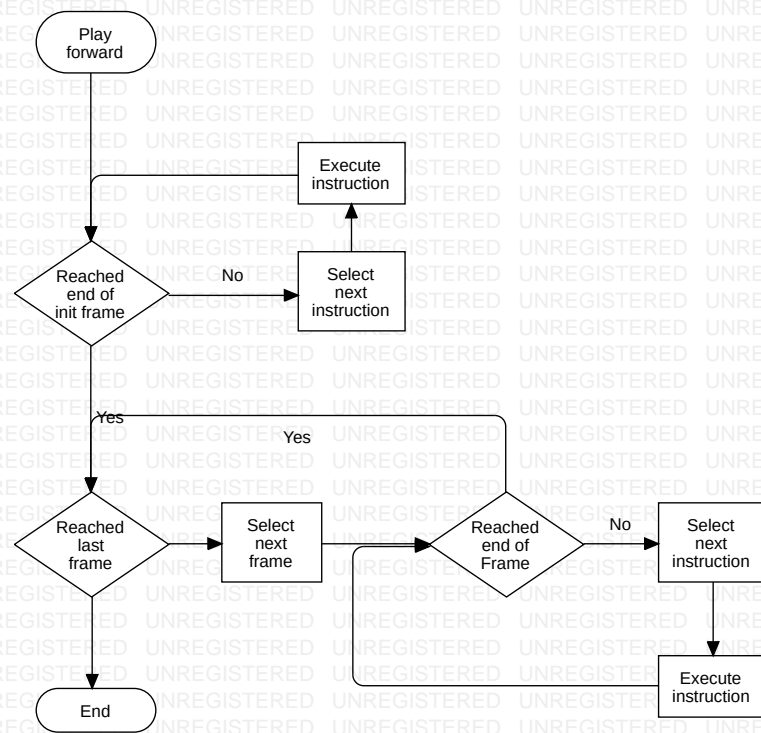 Play
forward
Execute
instruction
Reached
end of
init frame
No
Select
next
instruction
Yes
Yes
Reached
last
frame
Select
next
frame
Reached
end of
Frame
No
Select
next
instruction
Execute
instruction
End
UNREGISTERED